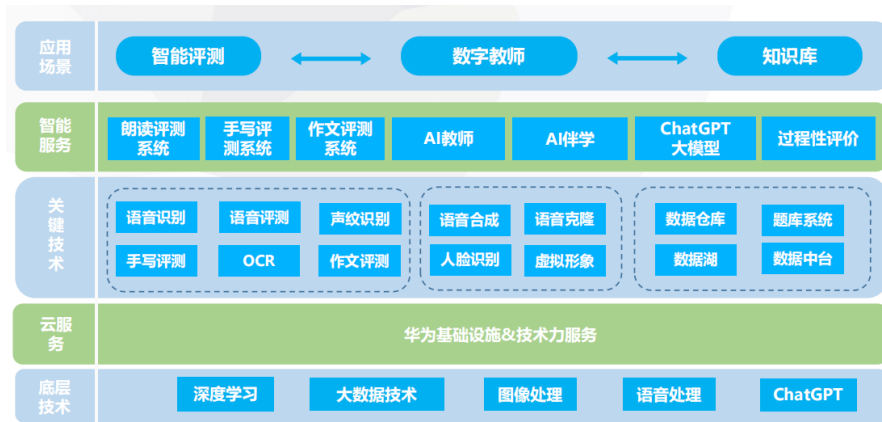 应用
场景
智能评测
数字教师
知识库
智能
服务
朗读评测
系统
手写评
测系统
作文评测
系统
AI教师
AI伴学
ChatGPT
大模型
过程性评价
关
键
技
术
语音识别
语音评测
声纹识别
语音合成
语音克隆
数据仓库
题库系统
手写评测
OCR
作文评测
人脸识别
虚拟形象
数据湖
数据中台
云服
务
华为基础设施&技术力服务
底层
技术
深度学习
大数据技术
图像处理
语音处理
ChatGPT